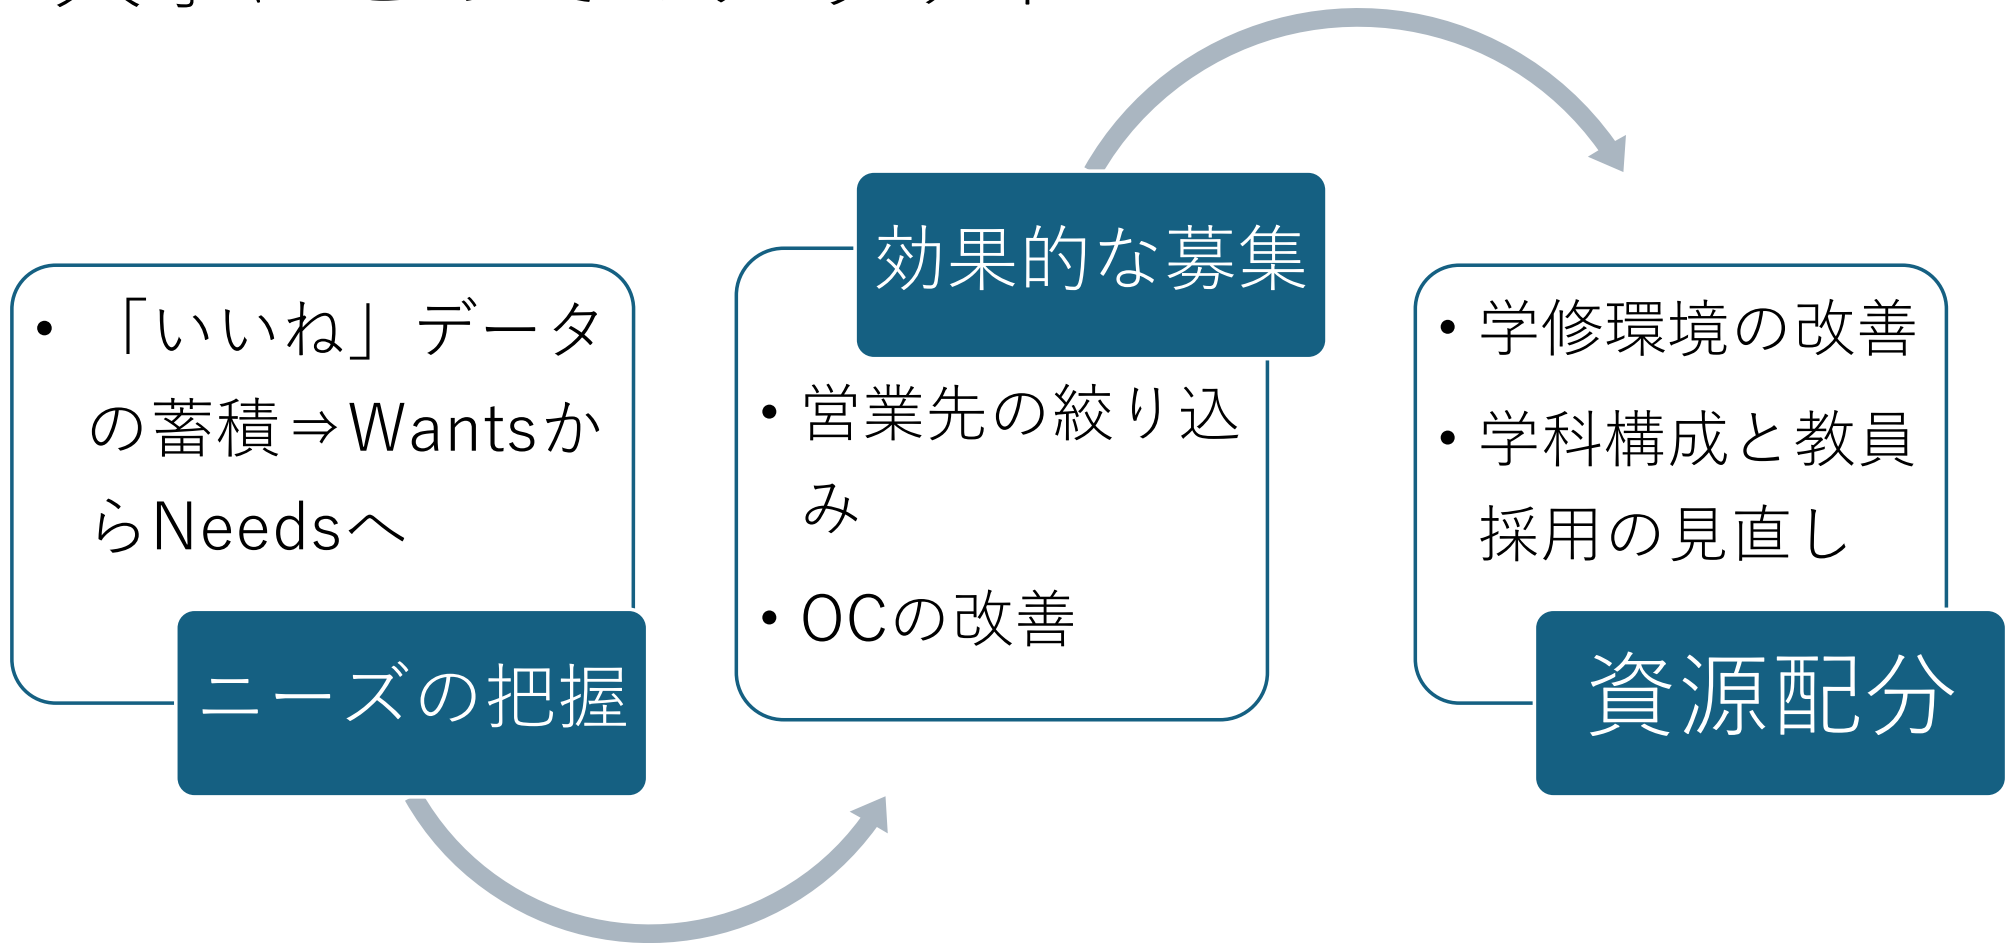 • 「いいね」データ
の蓄積⇒Wantsか
らNeedsへ
ニーズの把握
効果的な募集
• 営業先の絞り込
み
• OCの改善
• 学修環境の改善
• 学科構成と教員
採用の見直し
資源配分